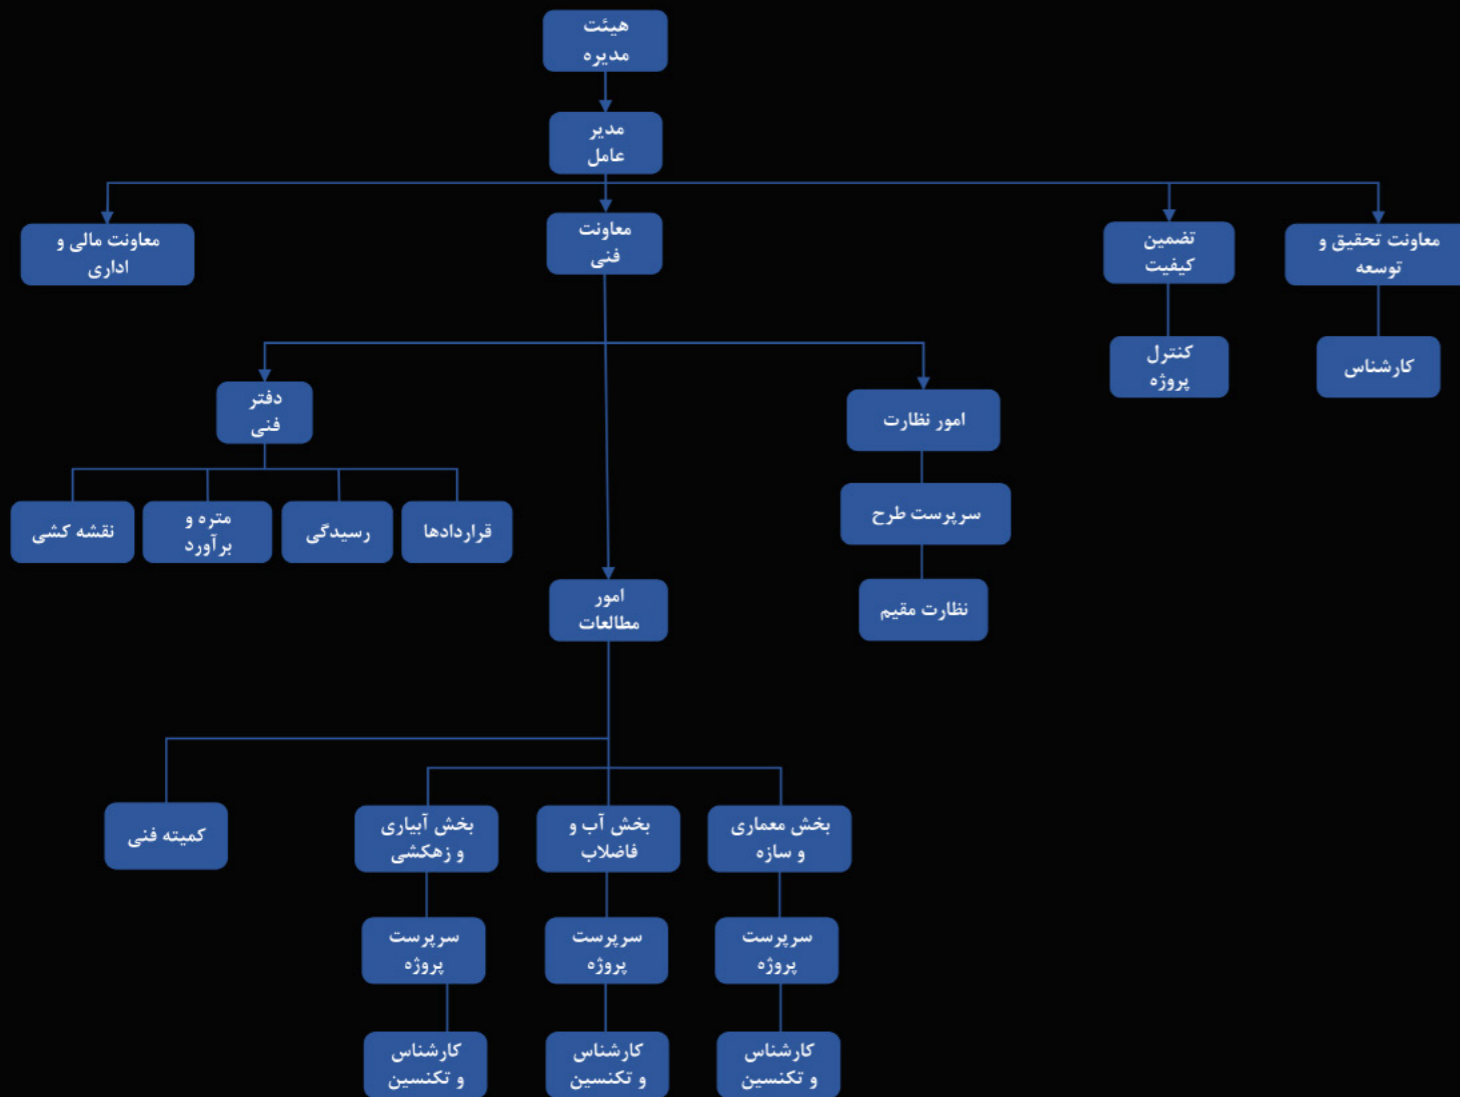 هیئت
مدیره
مدیر
عامل
معاونت تحقیق و
توسعه
تضمین
کیفیت
معاونت
فنی
معاونت مالی و
اداری
کارشناس
کنترل
پروژه
امور نظارت
دفتر
فنی
سرپرست طرح
قراردادها
رسیدگی
متره و
برآورد
نقشه کشی
نظارت مقیم
امور
مطالعات
بخش معماری
و سازه
بخش آب و
فاضلاب
بخش آبیاری
و زهکشی
کمیته فنی
سرپرست
پروژه
سرپرست
پروژه
سرپرست
پروژه
کارشناس
و تکنسین
کارشناس
و تکنسین
کارشناس
و تکنسین